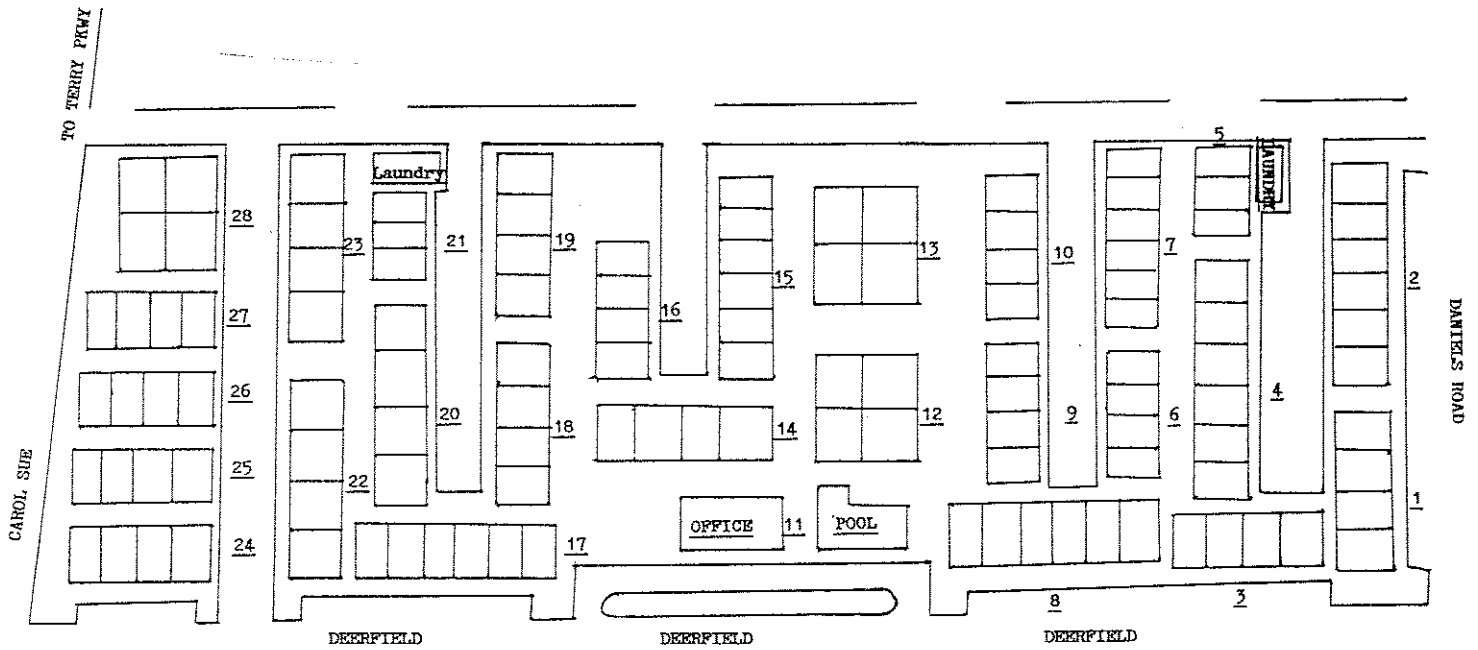 TO TERRY PKWY
5
LAUNDRY
Laundry
28
23
21
19
13
10
7
2
15
27
16
DANIELS ROAD
26
20
18
14
12
9
6
4
CAROL SUE
25
22
1
OFFICE
11
POOL
24
17
8
3
DEERFIELD
DEERFIELD
DEERFIELD